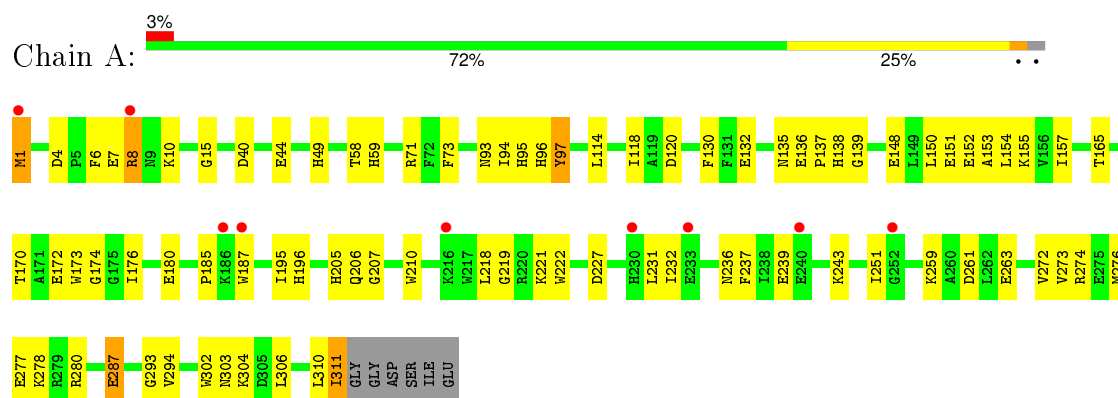 3%
Chain A:
72%
25%
M1 D4 P5 F6 E7 R8 N9 K10 G15 D40 E44 H49 T58 H59 R71 F72 F73 N93 I94 H95 H96 Y97 L114 I118 A119 D120 F130 F131 E132 N135 E136 P137 H138 G139 E148 L149 L150 E151 E152 A153 L154 K155 V156 I157 T165
T170 A171 E172 W173 G174 G175 I176 E180 P185 K186 W187 I195 H196 H205 Q206 G207 W210 K216 W217 L218 G219 R220 K221 W222 D227 H230 L231 I232 E233 N236 F237 I238 E239 E240 K243 I251 G252 K259 A260 D261 L262 E263 V272 V273 R274 E275 M276
E277 K278 R279 R280 E287 G293 V294 W302 N303 K304 D305 L306 L310 I311 GLY GLY ASP SER ILE GLU